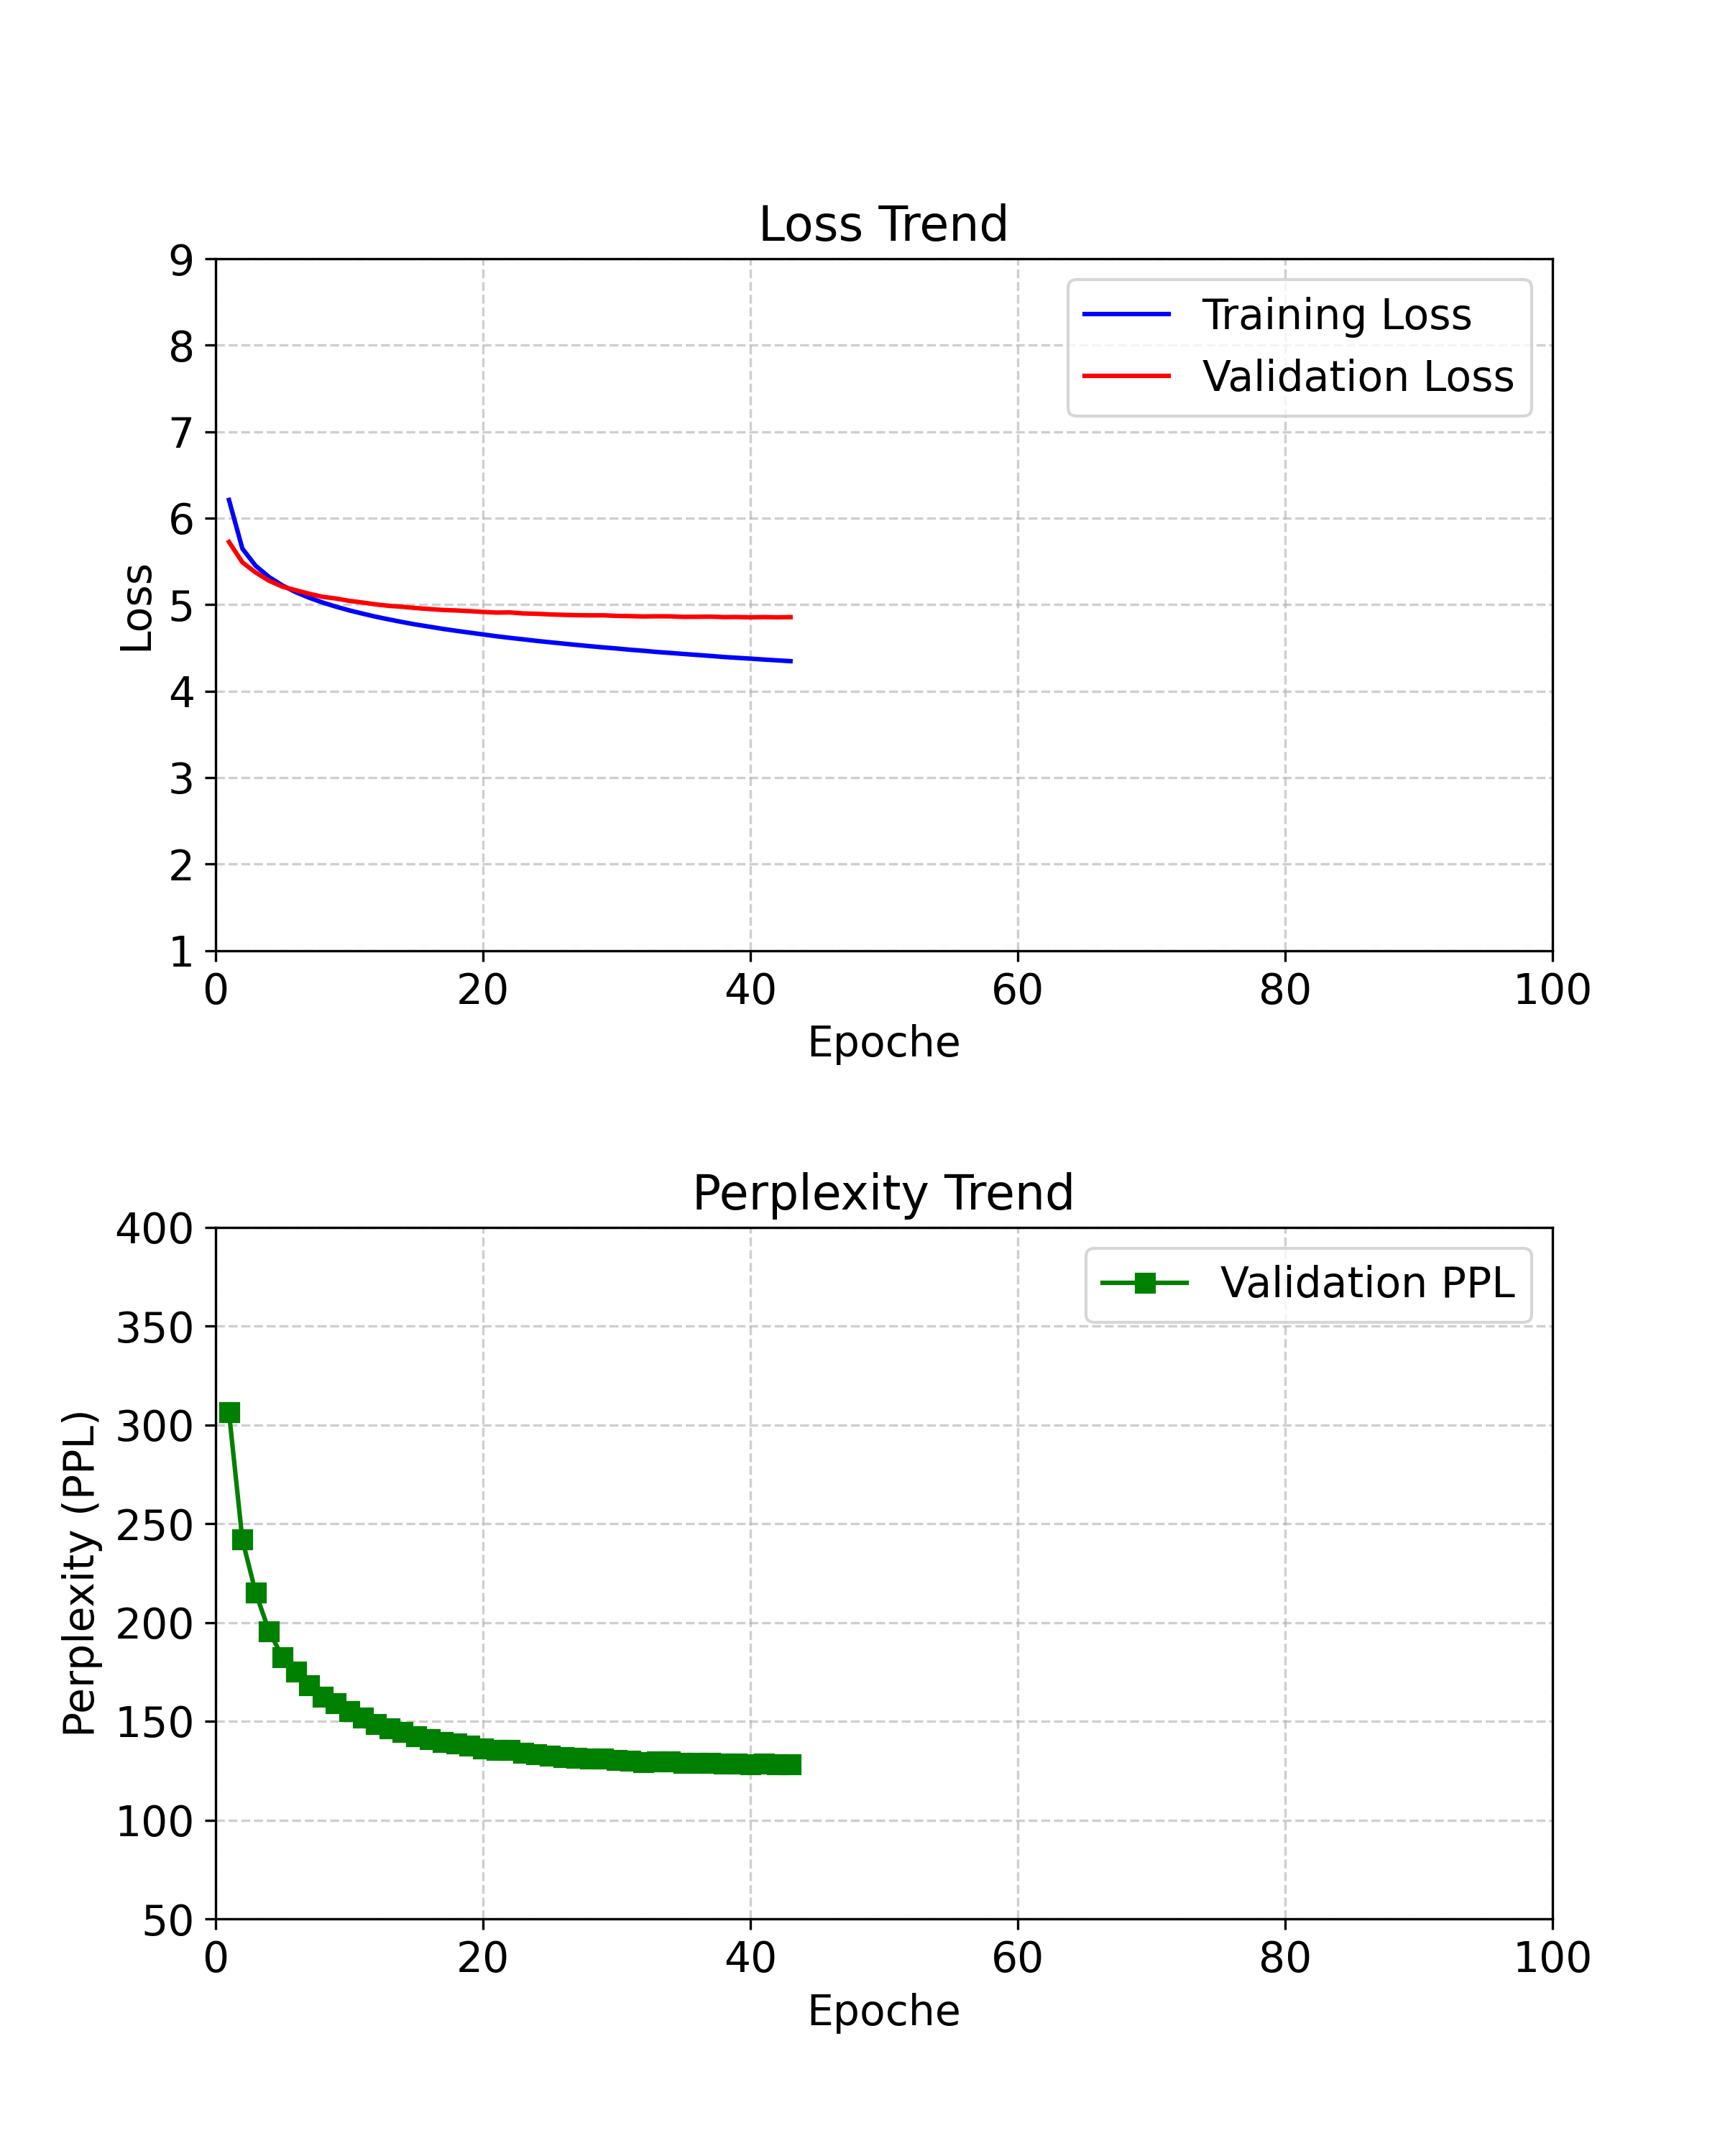 Loss Trend
9
8
7
6
5
4
3
2
1
Loss
Training Loss
Validation Loss
0 20 40 60 80 100
Epoche
Perplexity Trend
400
350
300
250
200
150
100
50
Perplexity (PPL)
Validation PPL
0 20 40 60 80 100
Epoche